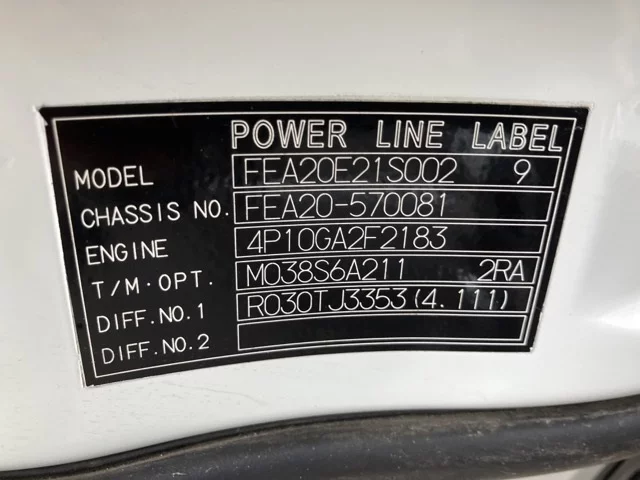 POWER LINE LABEL
MODEL FEA20E21S002 9
CHASSIS NO. FEA20-570081
ENGINE 4P10GA2F2183
T/M·OPT. M038S6A211 2RA
DIFF.NO.1 R030TJ3353(4.111)
DIFF.NO.2